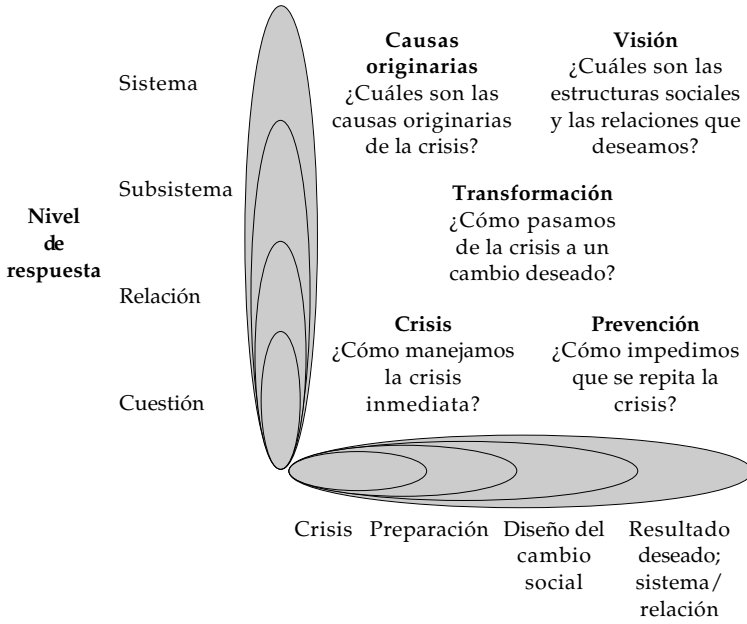 Causas
originarias
¿Cuáles son las
causas originarias
de la crisis?
Visión
¿Cuáles son las
estructuras sociales
y las relaciones que
deseamos?
Sistema
Subsistema
Nivel
de
respuesta
Relación
Cuestión
Transformación
¿Cómo pasamos
de la crisis a un
cambio deseado?
Crisis
¿Cómo manejamos
la crisis
inmediata?
Prevención
¿Cómo impedimos
que se repita la
crisis?
Crisis
Preparación
Diseño del
cambio
social
Resultado
deseado;
sistema/
relación